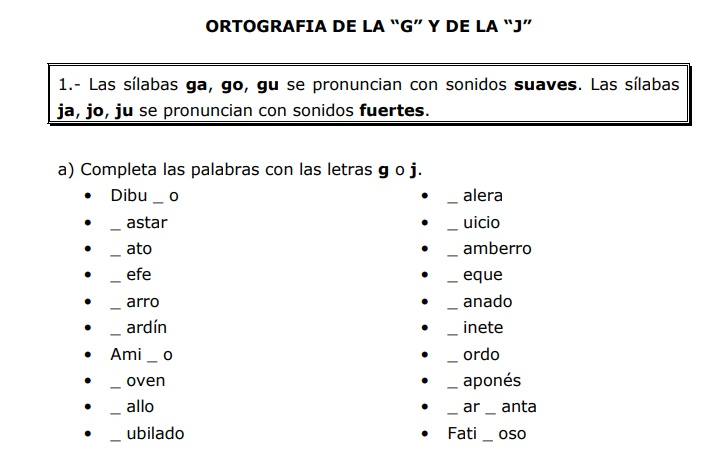 ORTOGRAFIA DE LA “G” Y DE LA “J”
1.- Las sílabas ga, go, gu se pronuncian con sonidos suaves. Las sílabas
ja, jo, ju se pronuncian con sonidos fuertes.
a) Completa las palabras con las letras g o j.
• Dibu _ o
• _ astar
• _ ato
• _ efe
• _ arro
• _ ardín
• Ami _ o
• _ oven
• _ allo
• _ ubilado
• _ alera
• _ uicio
• _ amberro
• _ eque
• _ anado
• _ inete
• _ ordo
• _ aponés
• _ ar _ anta
• Fati _ oso